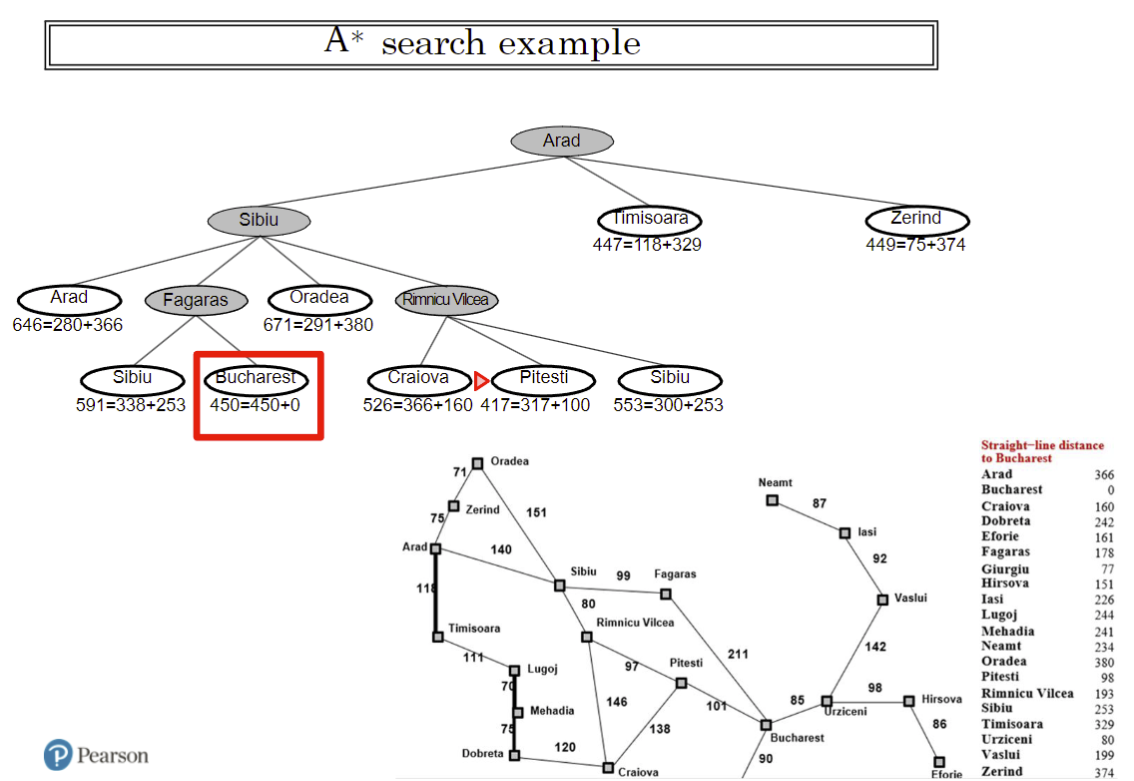 A* search example
Arad
Sibiu
Timisoara
Zerind
447=118+329
449=75+374
Arad
Fagaras
Oradea
Rimnicu Vilcea
646=280+366
671=291+380
Sibiu
Bucharest
Craiova
Pitesti
Sibiu
591=338+253
450=450+0
526=366+160
417=317+100
553=300+253
Straight−line distance
to Bucharest
Arad 366
Bucharest 0
Craiova 160
Dobreta 242
Eforie 161
Fagaras 178
Giurgiu 77
Hirsova 151
Iasi 226
Lugoj 244
Mehadia 241
Neamt 234
Oradea 380
Pitesti 98
Rimnicu Vilcea 193
Sibiu 253
Timisoara 329
Urziceni 80
Vaslui 199
Zerind 374
Oradea
71
Neamt
87
Zerind
151
75
Iasi
Arad
140
92
Sibiu
99
Fagaras
118
80
Vaslui
Rimnicu Vilcea
Timisoara
142
111
97
Pitesti
211
Lugoj
70
98
Hirsova
146
101
85
Mehadia
Urziceni
75
138
86
Bucharest
Dobreta
120
90
Craiova
Eforie
Pearson